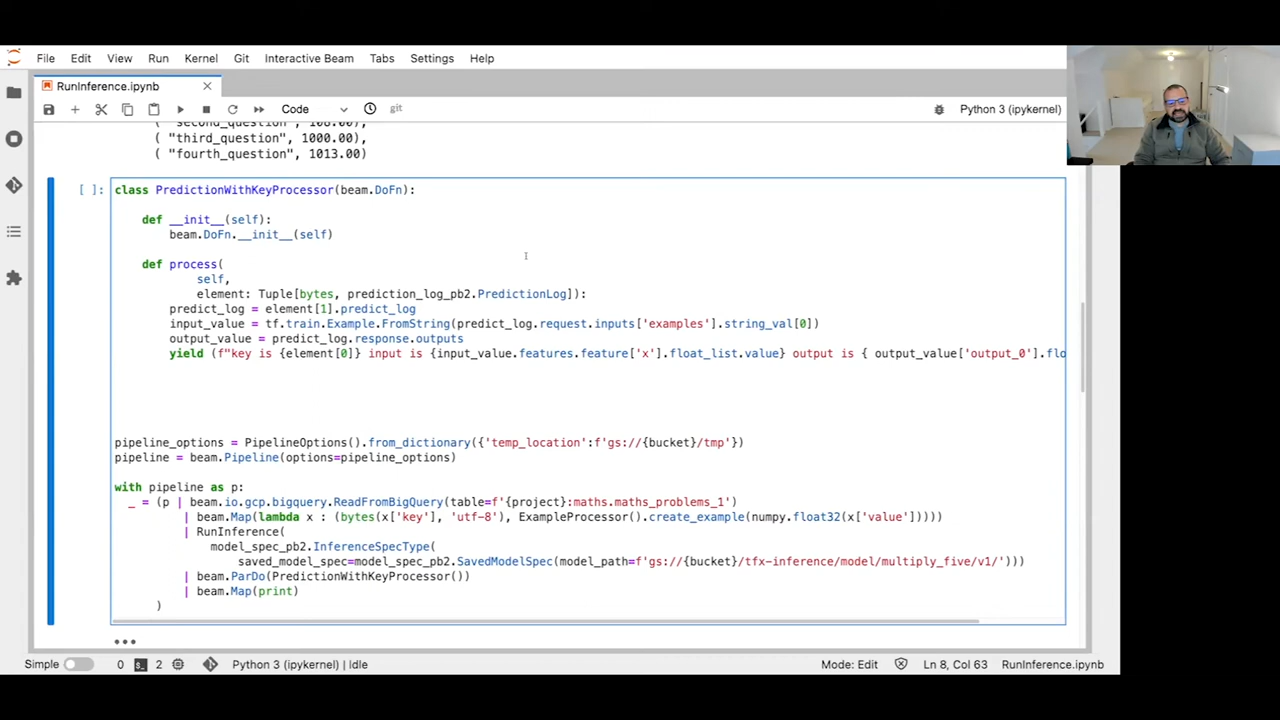 File Edit View Run Kernel Git Interactive Beam Tabs Settings Help
RunInference.ipynb
Code git Python 3 (ipykernel)
( "second_question", 108.00),
( "third_question", 1000.00),
( "fourth_question", 1013.00)
[ ]: class PredictionWithKeyProcessor(beam.DoFn):
def __init__(self):
beam.DoFn.__init__(self)
def process(
self,
element: Tuple[bytes, prediction_log_pb2.PredictionLog]):
predict_log = element[1].predict_log
input_value = tf.train.Example.FromString(predict_log.request.inputs['examples'].string_val[0])
output_value = predict_log.response.outputs
yield (f"key is {element[0]} input is {input_value.features.feature['x'].float_list.value} output is { output_value['output_0'].flo
pipeline_options = PipelineOptions().from_dictionary({'temp_location':f'gs://{bucket}/tmp'})
pipeline = beam.Pipeline(options=pipeline_options)
with pipeline as p:
_ = (p | beam.io.gcp.bigquery.ReadFromBigQuery(table=f'{project}:maths.maths_problems_1')
| beam.Map(lambda x : (bytes(x['key'], 'utf-8'), ExampleProcessor().create_example(numpy.float32(x['value']))))
| RunInference(
model_spec_pb2.InferenceSpecType(
saved_model_spec=model_spec_pb2.SavedModelSpec(model_path=f'gs://{bucket}/tfx-inference/model/multiply_five/v1/')))
| beam.ParDo(PredictionWithKeyProcessor())
| beam.Map(print)
)
Simple 0 2 Python 3 (ipykernel) | Idle Mode: Edit Ln 8, Col 63 RunInference.ipynb